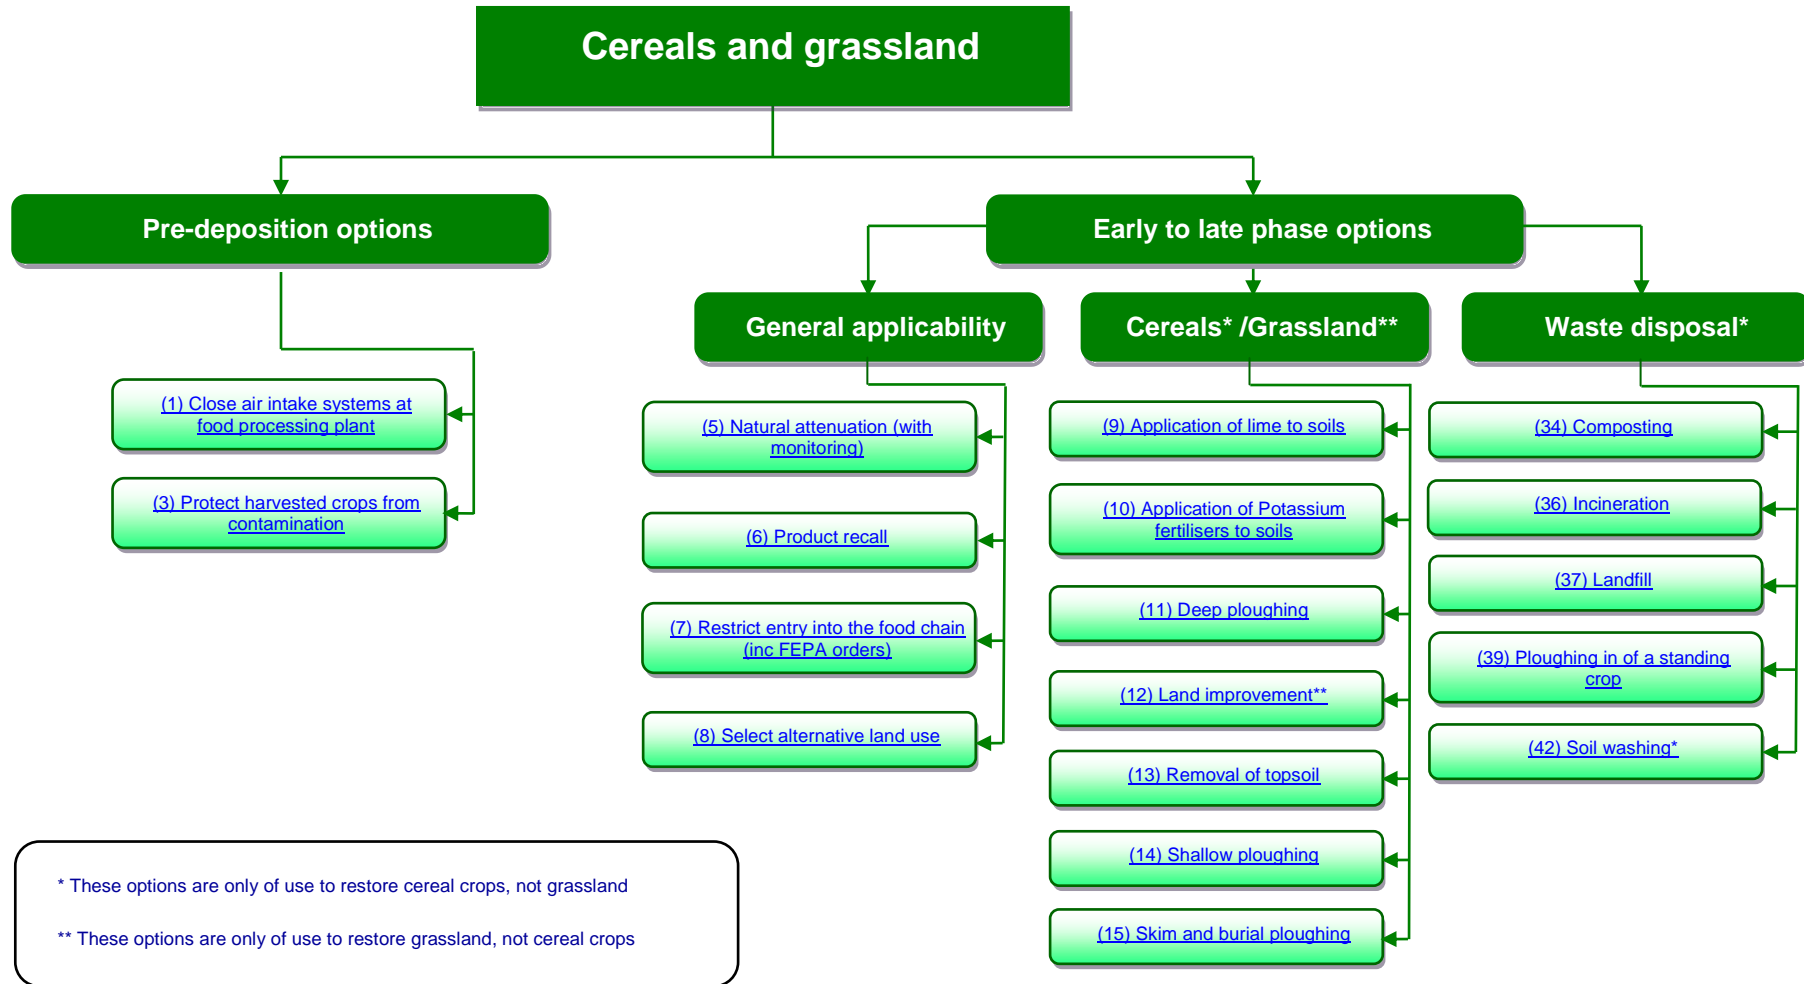 Cereals and grassland
Pre-deposition options
Early to late phase options
General applicability
Cereals* /Grassland**
Waste disposal*
(1) Close air intake systems at
food processing plant
(3) Protect harvested crops from
contamination
(5) Natural attenuation (with
monitoring)
(6) Product recall
(7) Restrict entry into the food chain
(inc FEPA orders)
(8) Select alternative land use
(9) Application of lime to soils
(10) Application of Potassium
fertilisers to soils
(11) Deep ploughing
(12) Land improvement**
(13) Removal of topsoil
(14) Shallow ploughing
(15) Skim and burial ploughing
(34) Composting
(36) Incineration
(37) Landfill
(39) Ploughing in of a standing
crop
(42) Soil washing*
* These options are only of use to restore cereal crops, not grassland
** These options are only of use to restore grassland, not cereal crops